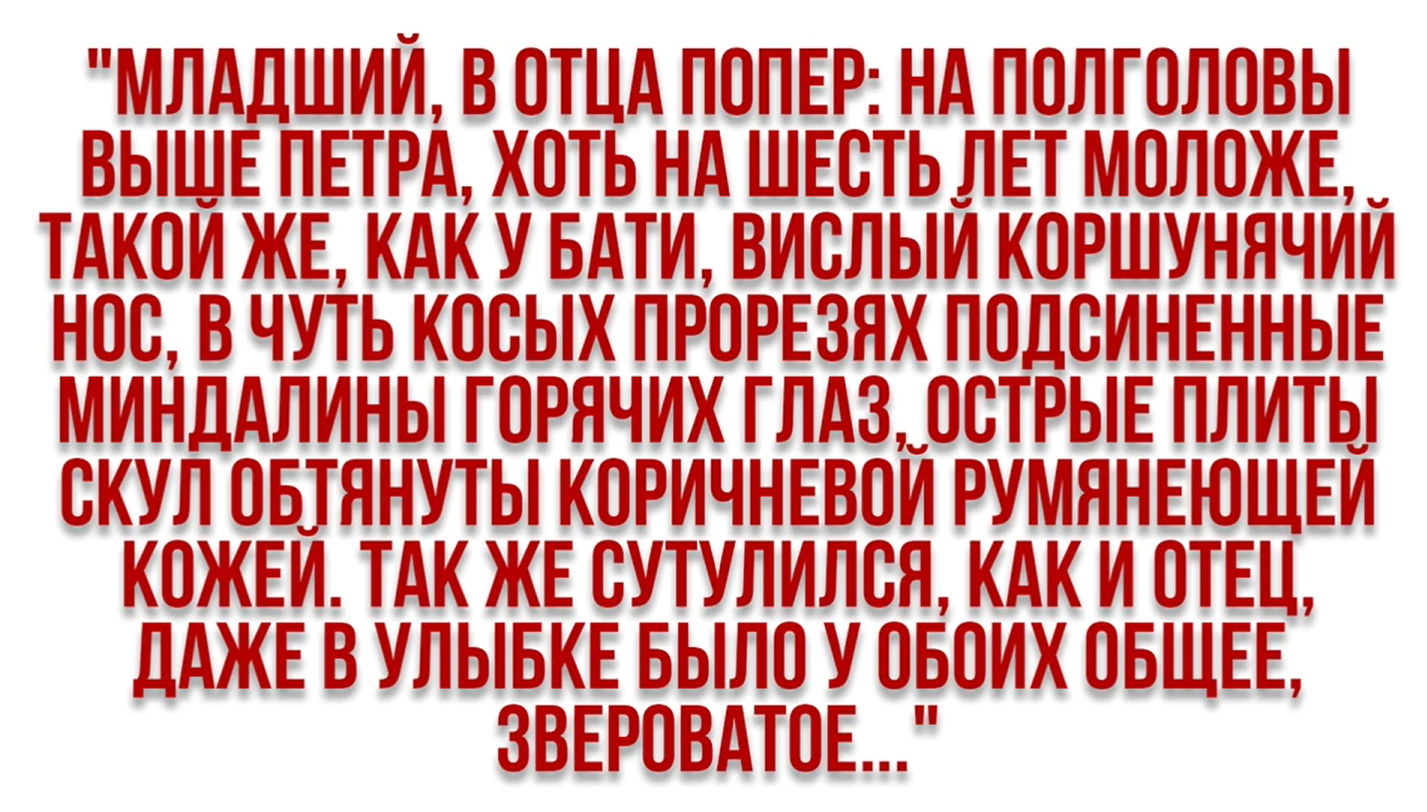 "МЛАДШИЙ, В ОТЦА ПОПЕР: НА ПОЛГОЛОВЫ
ВЫШЕ ПЕТРА, ХОТЬ НА ШЕСТЬ ЛЕТ МОЛОЖЕ,
ТАКОЙ ЖЕ, КАК У БАТИ, ВИСЛЫЙ КОРШУНЯЧИЙ
НОС, В ЧУТЬ КОСЫХ ПРОРЕЗЯХ ПОДСИНЕННЫЕ
МИНДАЛИНЫ ГОРЯЧИХ ГЛАЗ, ОСТРЫЕ ПЛИТЫ
СКУЛ ОБТЯНУТЫ КОРИЧНЕВОЙ РУМЯНЕЮЩЕЙ
КОЖЕЙ. ТАК ЖЕ СУТУЛИЛСЯ, КАК И ОТЕЦ,
ДАЖЕ В УЛЫБКЕ БЫЛО У ОБОИХ ОБЩЕЕ,
ЗВЕРОВАТОЕ..."